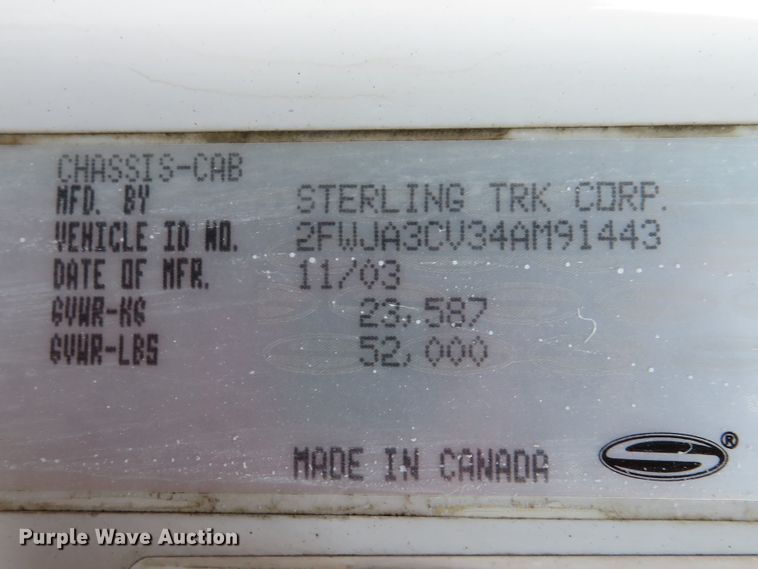 CHASSIS-CAB
MFD. BY STERLING TRK CORP.
VEHICLE ID NO. 2FWJA3CV34AM91443
DATE OF MFR. 11/03
GVWR-KG 23,587
GVWR-LBS 52,000
MADE IN CANADA ®
Purple Wave Auction